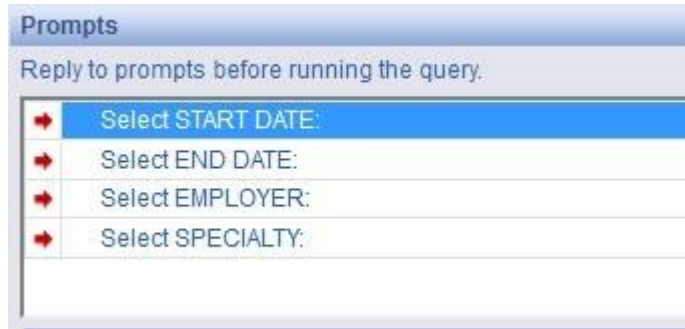 Prompts
Reply to prompts before running the query.
Select START DATE:
Select END DATE:
Select EMPLOYER:
Select SPECIALTY: